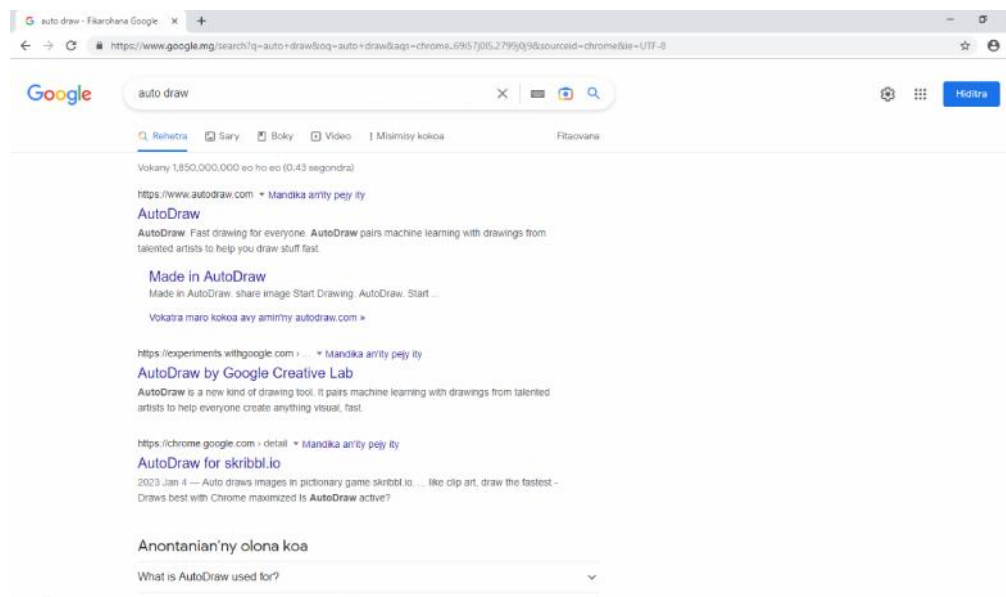 auto draw - Fikarohana Google
https://www.google.mg/search?q=auto+draw&oq=auto+draw&aqs=chrome..69i57j0l5.2799j0j9&sourceid=chrome&ie=UTF-8
Google
auto draw
Hiditra
Rehetra Sary Boky Video Misimisy kokoa Fitaovana
Vokany 1,850,000,000 eo ho eo (0.43 segondra)
https://www.autodraw.com Mandika an'ity pejy ity
AutoDraw
AutoDraw. Fast drawing for everyone. AutoDraw pairs machine learning with drawings from
talented artists to help you draw stuff fast.
Made in AutoDraw
Made in AutoDraw. share image Start Drawing. AutoDraw. Start ...
Vokatra maro kokoa avy amin'ny autodraw.com »
https://experiments.withgoogle.com › ... Mandika an'ity pejy ity
AutoDraw by Google Creative Lab
AutoDraw is a new kind of drawing tool. It pairs machine learning with drawings from talented
artists to help everyone create anything visual, fast.
https://chrome.google.com › detail Mandika an'ity pejy ity
AutoDraw for skribbl.io
2023 Jan 4 — Auto draws images in pictionary game skribbl.io. ... like clip art, draw the fastest -
Draws best with Chrome maximized Is AutoDraw active?
Anontanian'ny olona koa
What is AutoDraw used for?